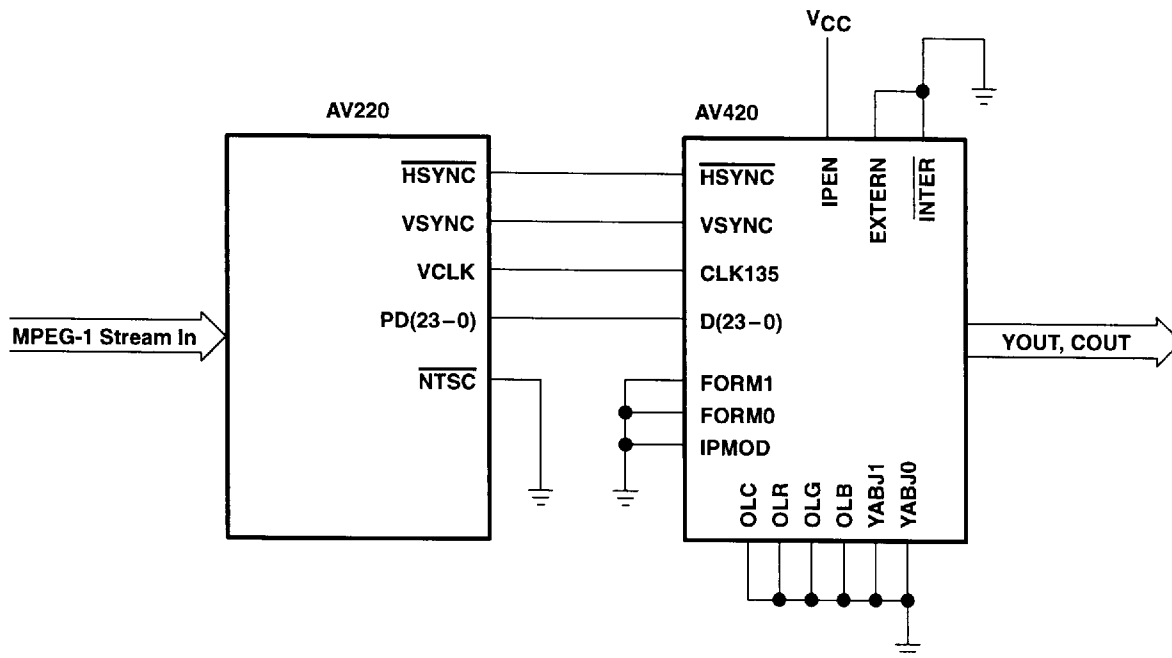 VCC
AV220
AV420
HSYNC
VSYNC
VCLK
PD(23–0)
NTSC
HSYNC
VSYNC
CLK135
D(23–0)
FORM1
FORM0
IPMOD
IPEN
EXTERN
INTER
MPEG-1 Stream In
YOUT, COUT
OLC
OLR
OLG
OLB
YABJ1
YABJ0